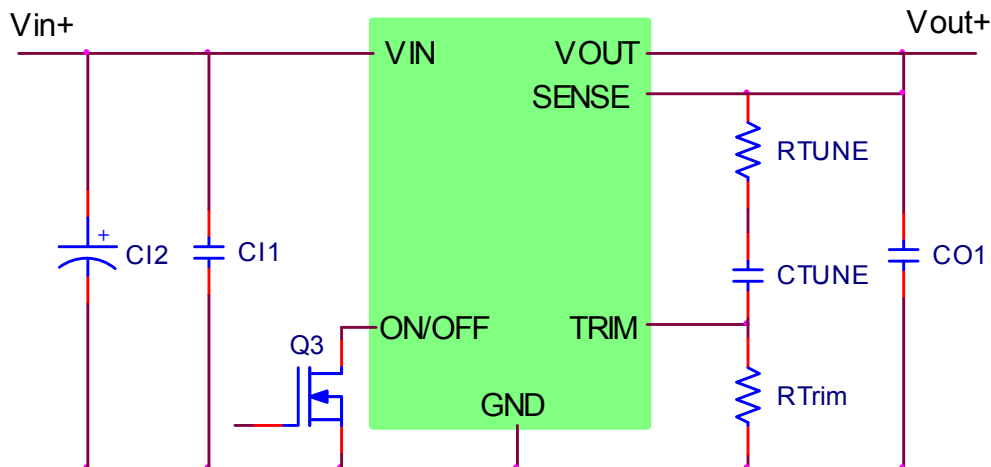 Vin+
Vout+
VIN
VOUT
SENSE
RTUNE
+
CI2
CI1
CTUNE
CO1
ON/OFF
TRIM
Q3
RTrim
GND